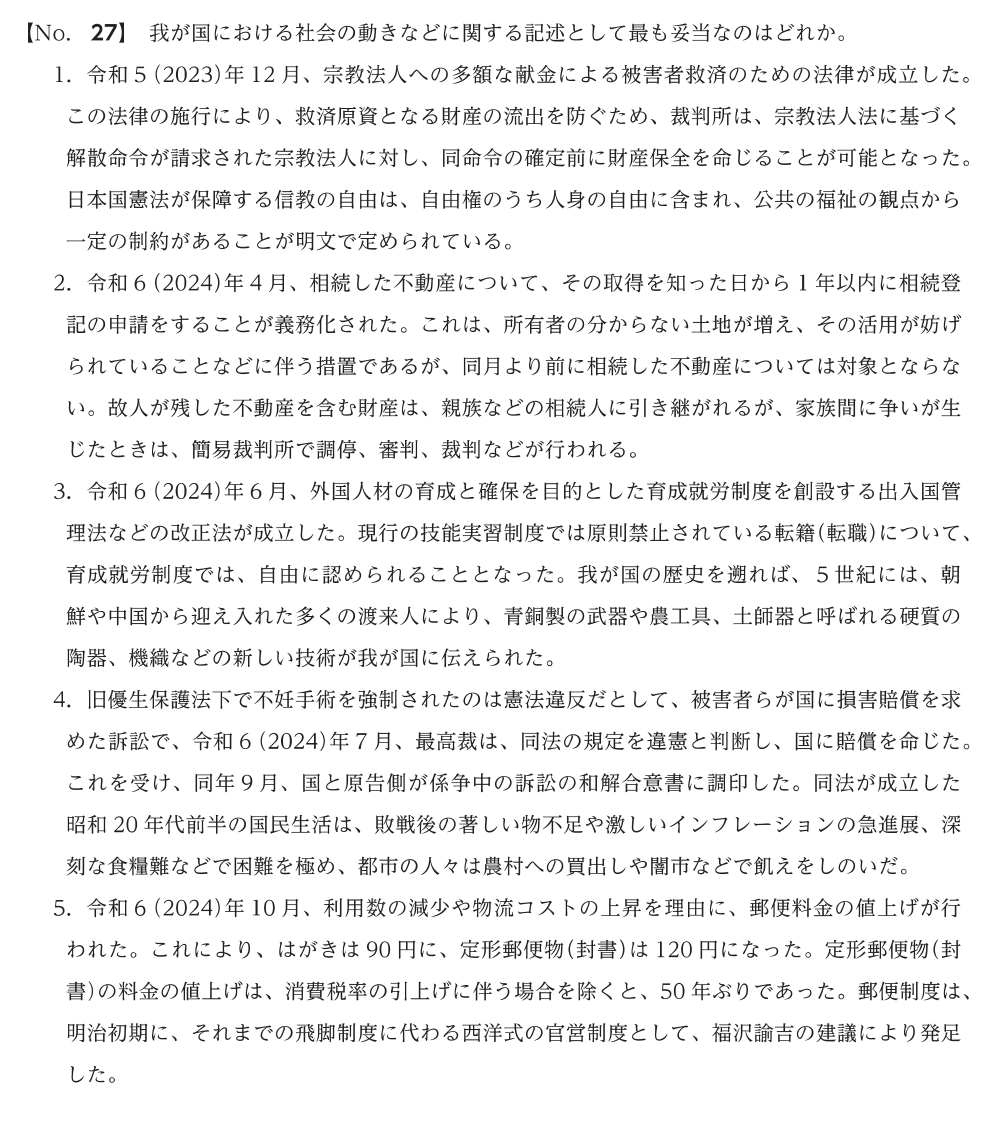 【No. 27】 我が国における社会の動きなどに関する記述として最も妥当なのはどれか。
1．令和5(2023)年12月、宗教法人への多額な献金による被害者救済のための法律が成立した。
この法律の施行により、救済原資となる財産の流出を防ぐため、裁判所は、宗教法人法に基づく
解散命令が請求された宗教法人に対し、同命令の確定前に財産保全を命じることが可能となった。
日本国憲法が保障する信教の自由は、自由権のうち人身の自由に含まれ、公共の福祉の観点から
一定の制約があることが明文で定められている。
2．令和6(2024)年4月、相続した不動産について、その取得を知った日から1年以内に相続登
記の申請をすることが義務化された。これは、所有者の分からない土地が増え、その活用が妨げ
られていることなどに伴う措置であるが、同月より前に相続した不動産については対象とならな
い。故人が残した不動産を含む財産は、親族などの相続人に引き継がれるが、家族間に争いが生
じたときは、簡易裁判所で調停、審判、裁判などが行われる。
3．令和6(2024)年6月、外国人材の育成と確保を目的とした育成就労制度を創設する出入国管
理法などの改正法が成立した。現行の技能実習制度では原則禁止されている転籍(転職)について、
育成就労制度では、自由に認められることとなった。我が国の歴史を遡れば、5世紀には、朝
鮮や中国から迎え入れた多くの渡来人により、青銅製の武器や農工具、土師器と呼ばれる硬質の
陶器、機織などの新しい技術が我が国に伝えられた。
4．旧優生保護法下で不妊手術を強制されたのは憲法違反だとして、被害者らが国に損害賠償を求
めた訴訟で、令和6(2024)年7月、最高裁は、同法の規定を違憲と判断し、国に賠償を命じた。
これを受け、同年9月、国と原告側が係争中の訴訟の和解合意書に調印した。同法が成立した
昭和20年代前半の国民生活は、敗戦後の著しい物不足や激しいインフレーションの急進展、深
刻な食糧難などで困難を極め、都市の人々は農村への買出しや闇市などで飢えをしのいだ。
5．令和6(2024)年10月、利用数の減少や物流コストの上昇を理由に、郵便料金の値上げが行
われた。これにより、はがきは90円に、定形郵便物(封書)は120円になった。定形郵便物(封
書)の料金の値上げは、消費税率の引上げに伴う場合を除くと、50年ぶりであった。郵便制度は、
明治初期に、それまでの飛脚制度に代わる西洋式の官営制度として、福沢諭吉の建議により発足
した。